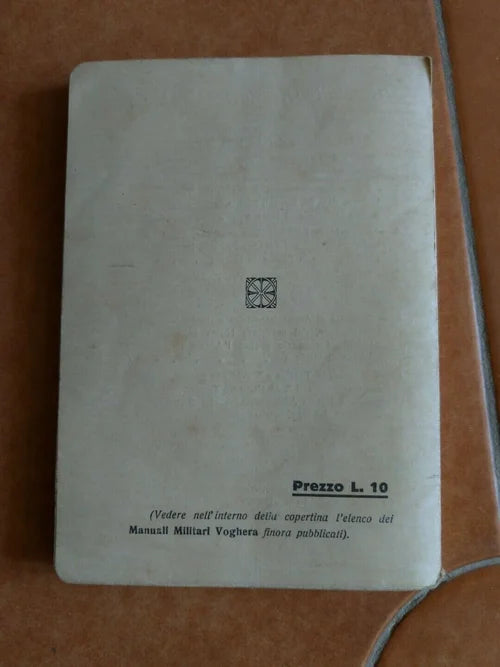 Prezzo L. 10
(Vedere nell'interno della copertina l'elenco dei
Manuali Militari Voghera finora pubblicati).